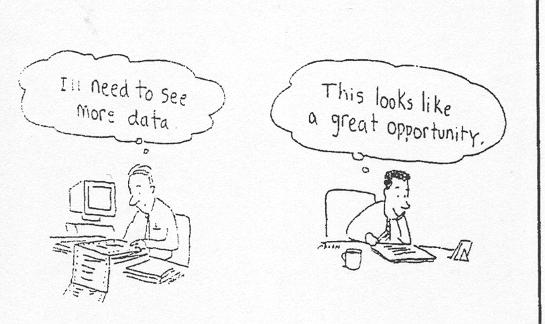 I'll need to see
more data
This looks like
a great opportunity.